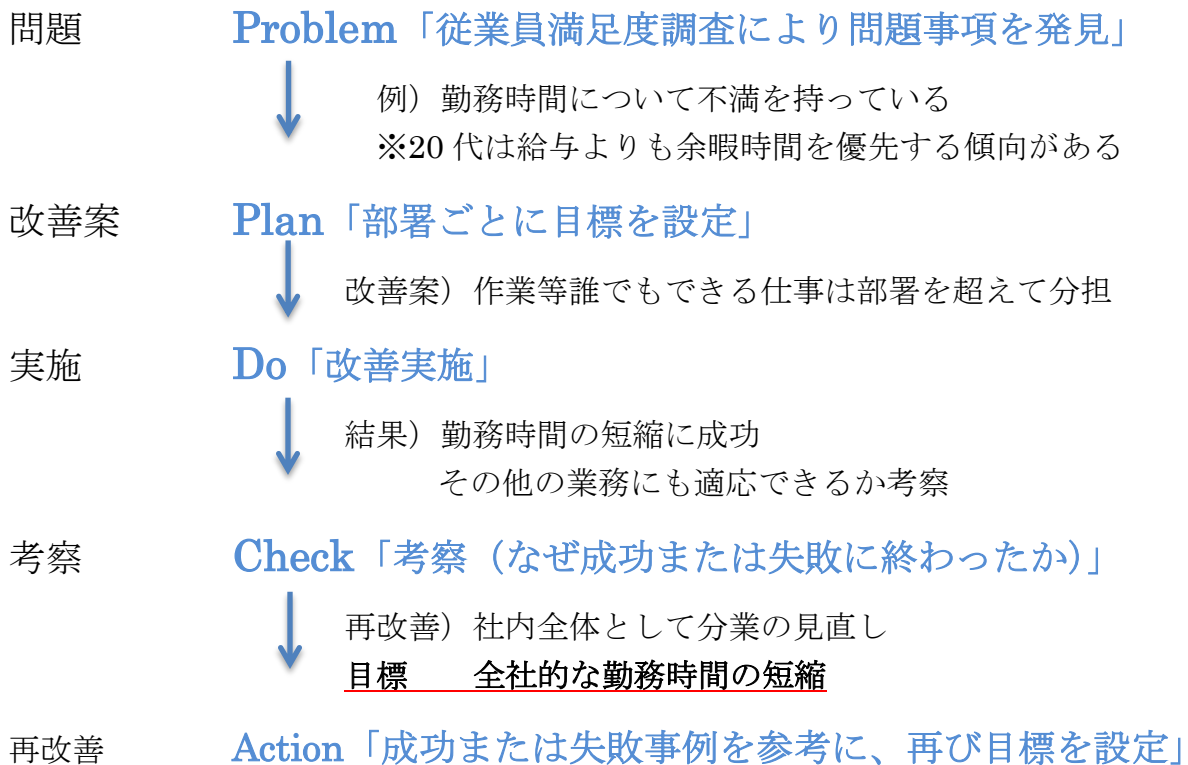 問題 Problem「従業員満足度調査により問題事項を発見」
例）勤務時間について不満を持っている
※20代は給与よりも余暇時間を優先する傾向がある
改善案 Plan「部署ごとに目標を設定」
改善案）作業等誰でもできる仕事は部署を超えて分担
実施 Do「改善実施」
結果）勤務時間の短縮に成功
その他の業務にも適応できるか考察
考察 Check「考察（なぜ成功または失敗に終わったか）」
再改善）社内全体として分業の見直し
目標　　全社的な勤務時間の短縮
再改善 Action「成功または失敗事例を参考に、再び目標を設定」